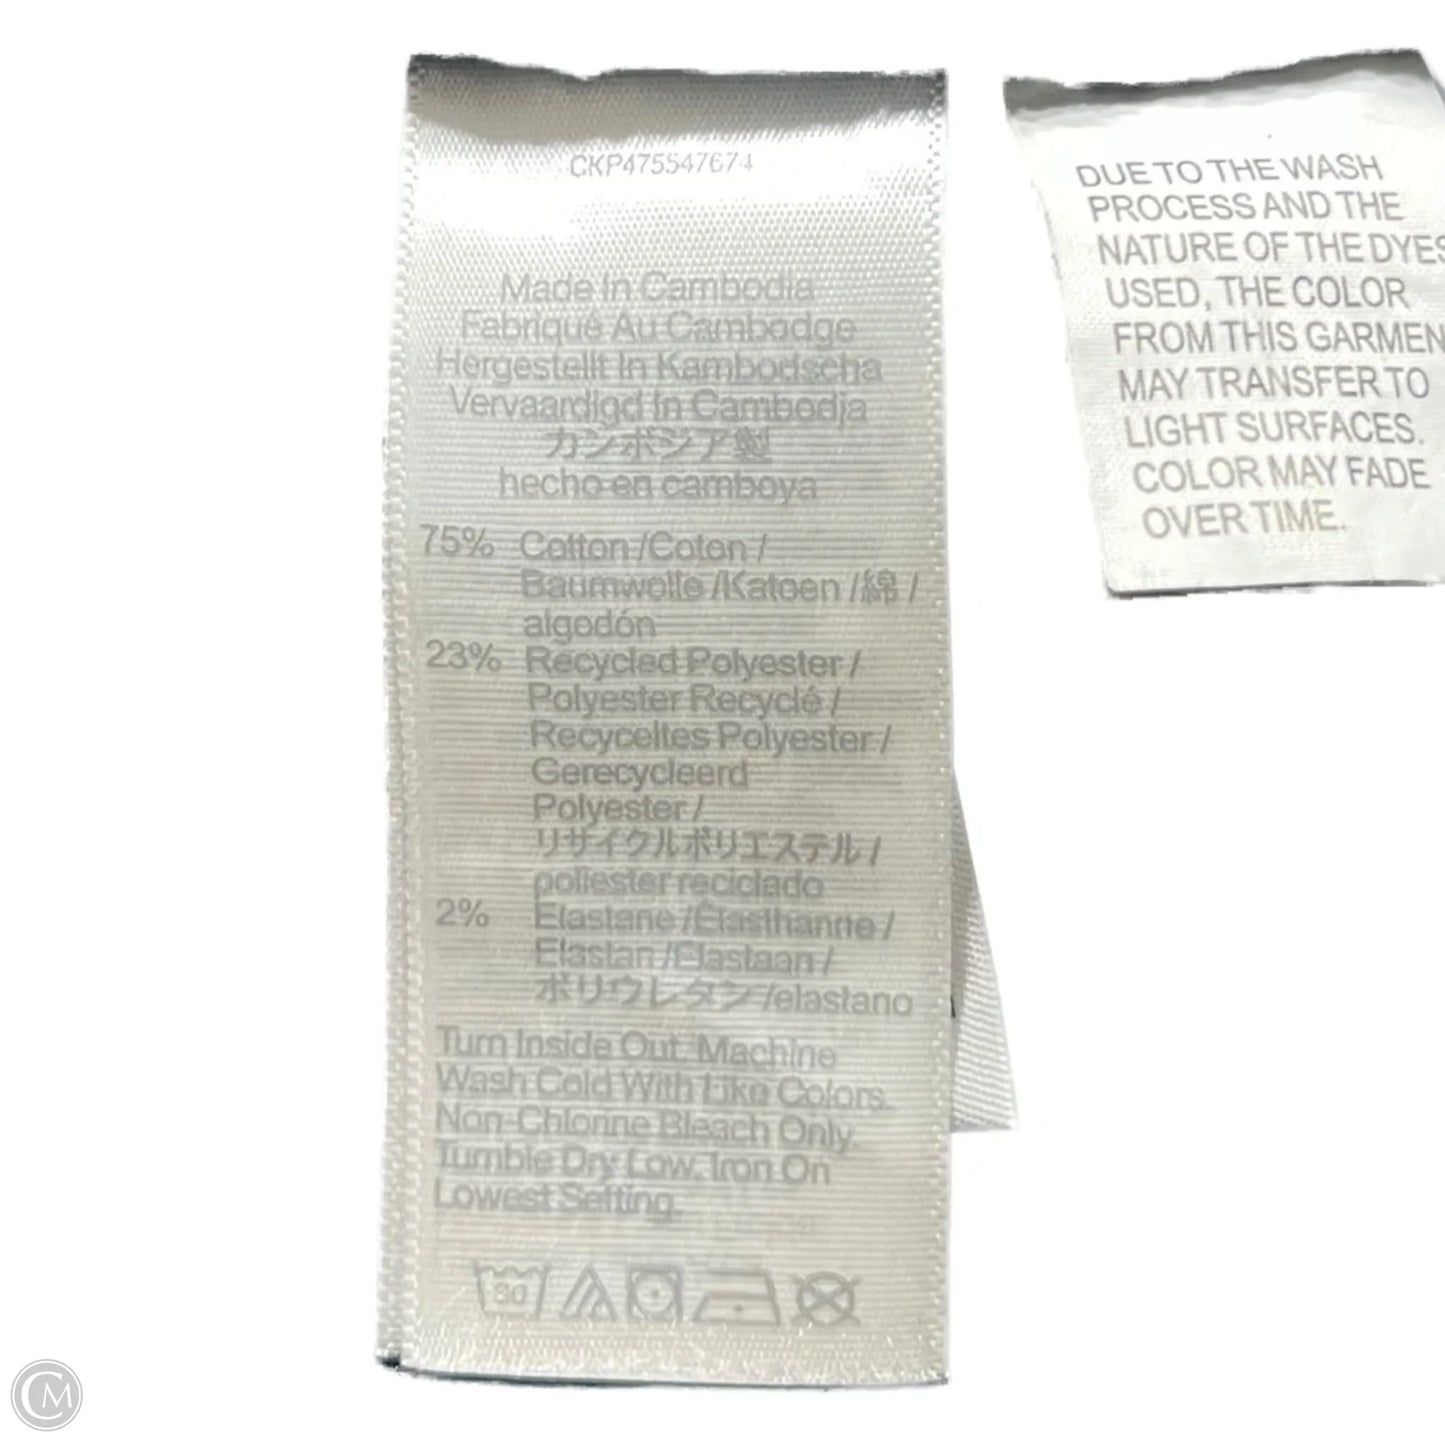 CKP475547674
Made In Cambodia
Fabriqué Au Cambodge
Hergestellt In Kambodscha
Vervaardigd In Cambodja
カンボジア製
hecho en camboya
75% Cotton /Coton /
Baumwolle /Katoen /綿 /
algodón
23% Recycled Polyester /
Polyester Recyclé /
Recyceltes Polyester /
Gerecycleerd
Polyester /
リサイクルポリエステル /
poliester reciclado
2% Elastane /Élasthanne /
Elastan /Elastaan /
ポリウレタン /elastano
Turn Inside Out. Machine
Wash Cold With Like Colors.
Non-Chlorine Bleach Only.
Tumble Dry Low. Iron On
Lowest Setting.
30
DUE TO THE WASH
PROCESS AND THE
NATURE OF THE DYES
USED, THE COLOR
FROM THIS GARMEN
MAY TRANSFER TO
LIGHT SURFACES.
COLOR MAY FADE
OVER TIME.
CM